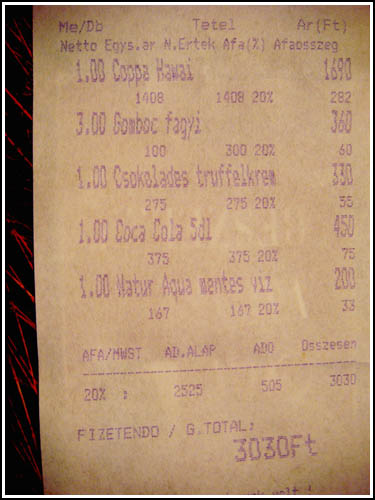 Me/Db Tetel Ar(Ft)
Netto Egys.ar N.Ertek Afa(%) Afaosszeg
1.00 Coppa Hawai 1690
1408 1408 20% 282
3.00 Gomboc fagyi 360
100 300 20% 60
1.00 Csokolades truffelkrem 330
275 275 20% 55
1.00 Coca Cola 5dl 450
375 375 20% 75
1.00 Natur Aqua mentes viz 200
167 167 20% 33
AFA/MWST AD.ALAP ADO Osszesen
20% : 2525 505 3030
FIZETENDO / G.TOTAL:
3030Ft